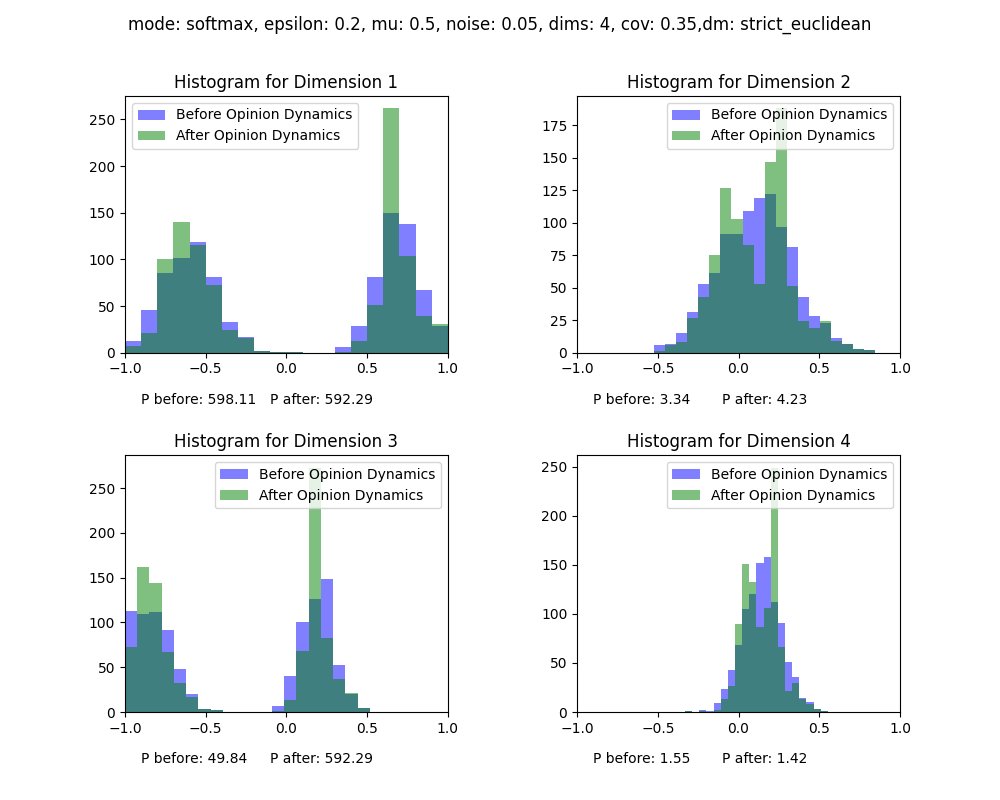 mode: softmax, epsilon: 0.2, mu: 0.5, noise: 0.05, dims: 4, cov: 0.35,dm: strict_euclidean
Histogram for Dimension 1
Before Opinion Dynamics
After Opinion Dynamics
250
200
150
100
50
0
−1.0 −0.5 0.0 0.5 1.0
P before: 598.11 P after: 592.29
Histogram for Dimension 2
Before Opinion Dynamics
After Opinion Dynamics
175
150
125
100
75
50
25
0
−1.0 −0.5 0.0 0.5 1.0
P before: 3.34 P after: 4.23
Histogram for Dimension 3
Before Opinion Dynamics
After Opinion Dynamics
250
200
150
100
50
0
−1.0 −0.5 0.0 0.5 1.0
P before: 49.84 P after: 592.29
Histogram for Dimension 4
Before Opinion Dynamics
After Opinion Dynamics
250
200
150
100
50
0
−1.0 −0.5 0.0 0.5 1.0
P before: 1.55 P after: 1.42